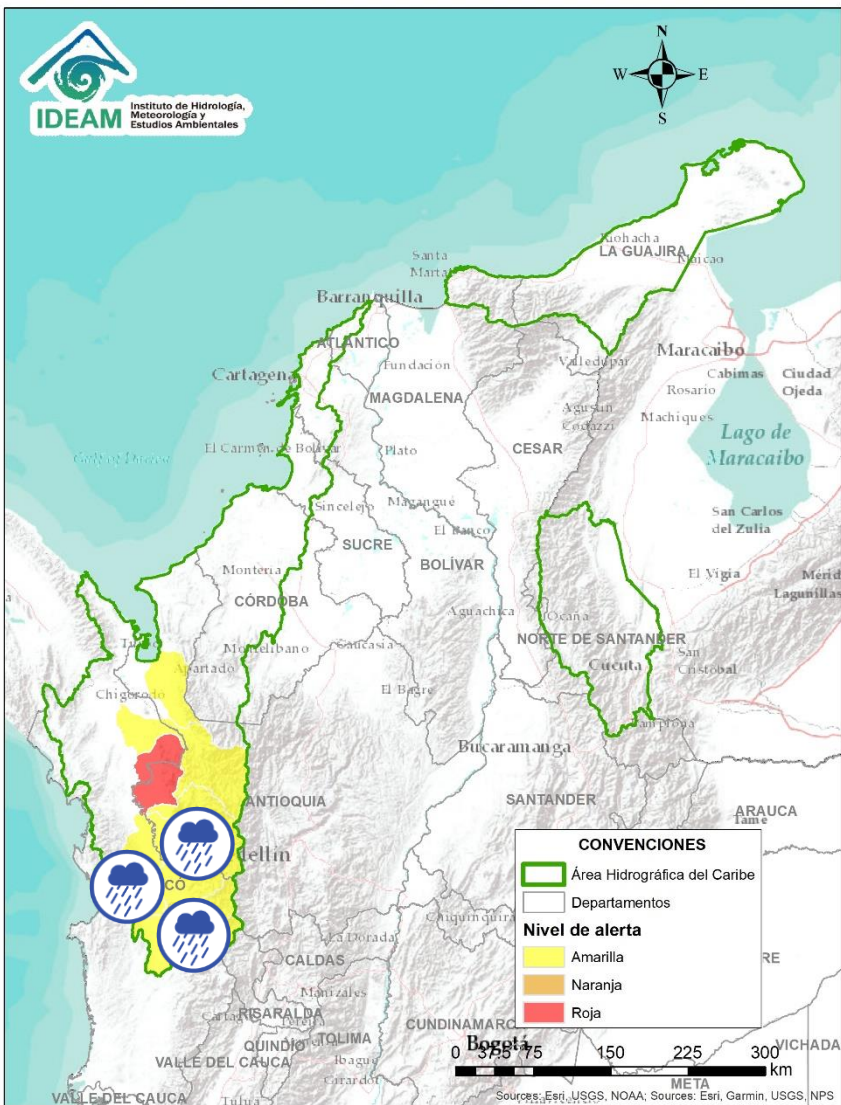 IDEAM
Instituto de Hidrología,
Meteorología y
Estudios Ambientales
N
W
E
S
Riohacha
LA GUAJIRA
Maicao
Santa
Marta
Barranquilla
ATLÁNTICO
Cartagena
Fundación
MAGDALENA
Valledupar
Maracaibo
Cabimas
Ciudad
Ojeda
Rosario
Machiques
Agustín
Codazzi
CESAR
Lago de
Maracaibo
El Carmen de Bolívar
Plato
Sincelejo
Magangué
El Banco
SUCRE
BOLÍVAR
San Carlos
del Zulia
El Vigía
Lagunillas
Montería
CÓRDOBA
Aguachica
Ocaña
NORTE DE SANTANDER
Cúcuta
San
Cristóbal
Montelíbano
Caucasia
Apartado
El Bagre
Chigorodó
Pamplona
Bucaramanga
ANTIOQUIA
SANTANDER
ARAUCA
Tame
CONVENCIONES
Área Hidrográfica del Caribe
Departamentos
Nivel de alerta
Amarilla
Naranja
Roja
La Dorada
CALDAS
Manizales
RISARALDA
QUINDÍO
TOLIMA
Ibagué
Girardot
VALLE DEL CAUCA
Tuluá
VALLE DEL CAUCA
Bogotá
VICHADA
META
0 37,5 75 150 225 300
km
Sources: Esri, USGS, NOAA; Sources: Esri, Garmin, USGS, NPS